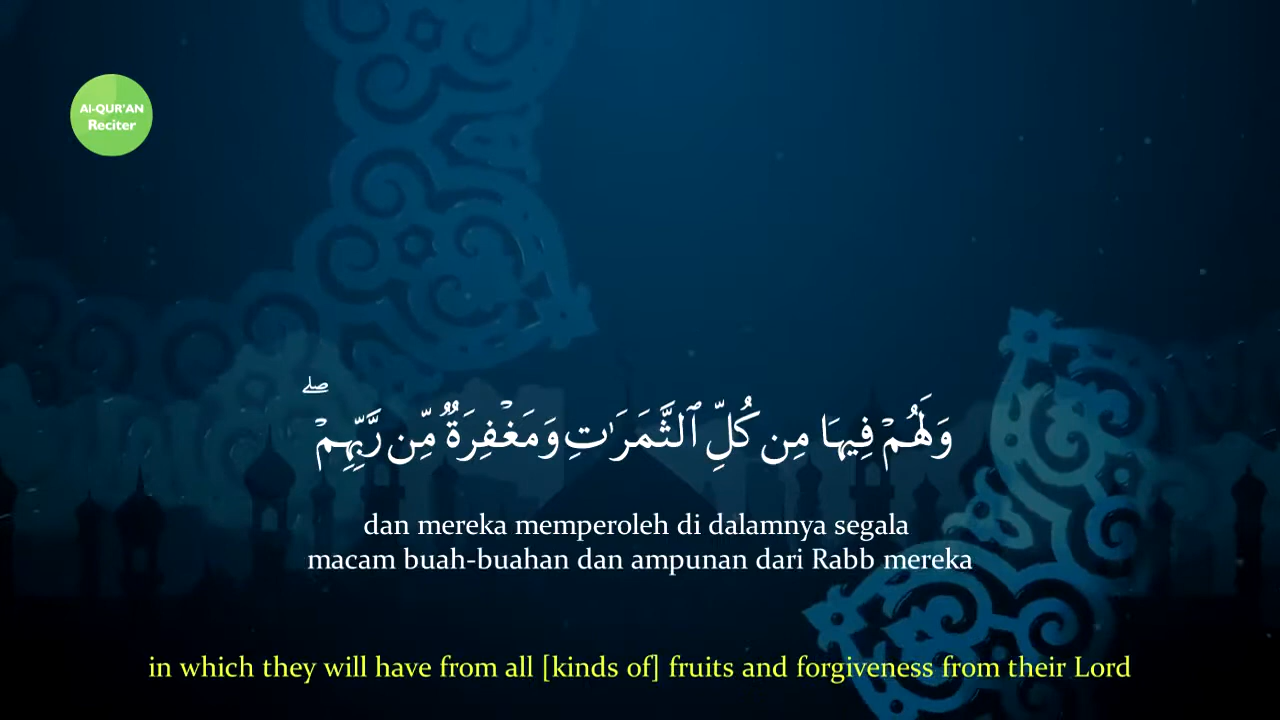 Al-QUR'AN
Reciter
وَلَهُمْ فِيهَا مِن كُلِّ ٱلثَّمَرَٰتِ وَمَغْفِرَةٌ مِّن رَّبِّهِمْ ۖ
dan mereka memperoleh di dalamnya segala
macam buah-buahan dan ampunan dari Rabb mereka
in which they will have from all [kinds of] fruits and forgiveness from their Lord